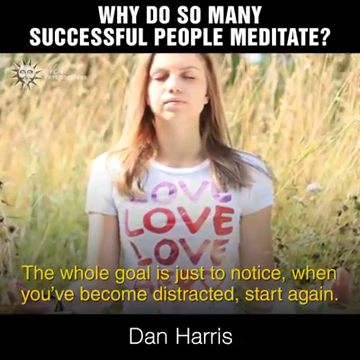 WHY DO SO MANY
SUCCESSFUL PEOPLE MEDITATE?
LOVE
LOVE
LOVE
The whole goal is just to notice, when
you've become distracted, start again.
Dan Harris